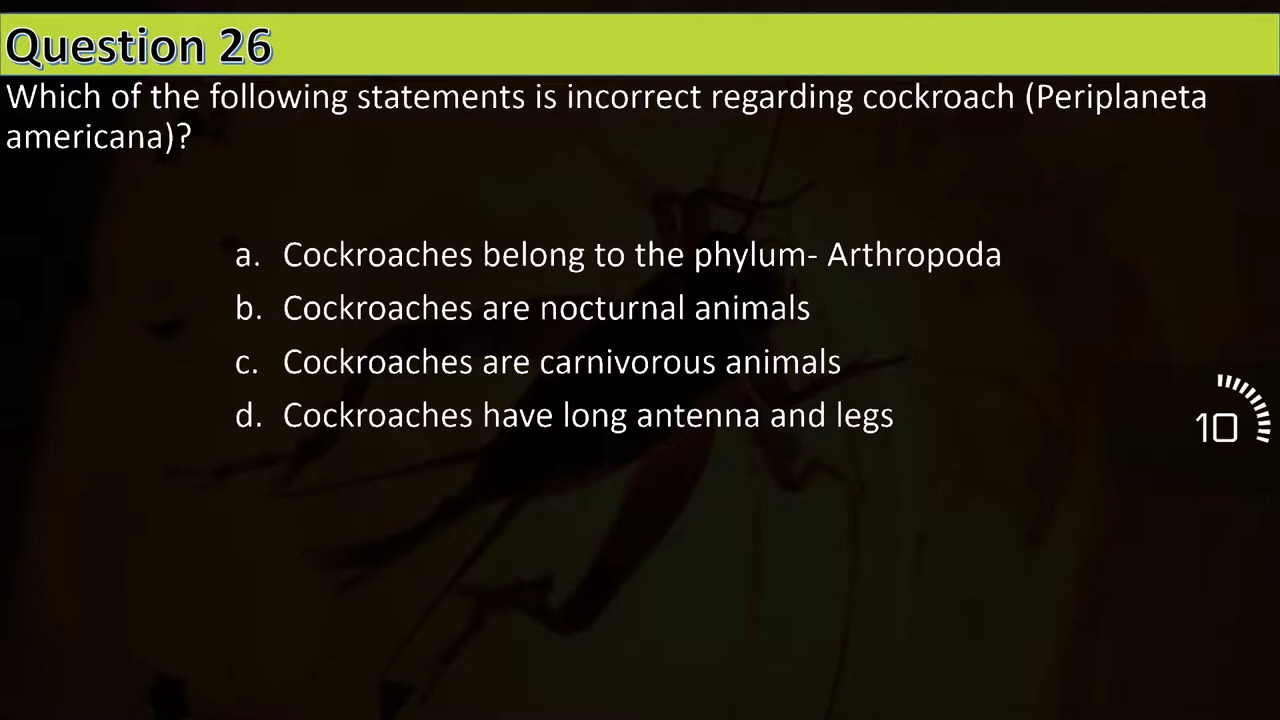 Question 26
Which of the following statements is incorrect regarding cockroach (Periplaneta
americana)?
a. Cockroaches belong to the phylum- Arthropoda
b. Cockroaches are nocturnal animals
c. Cockroaches are carnivorous animals
d. Cockroaches have long antenna and legs
10